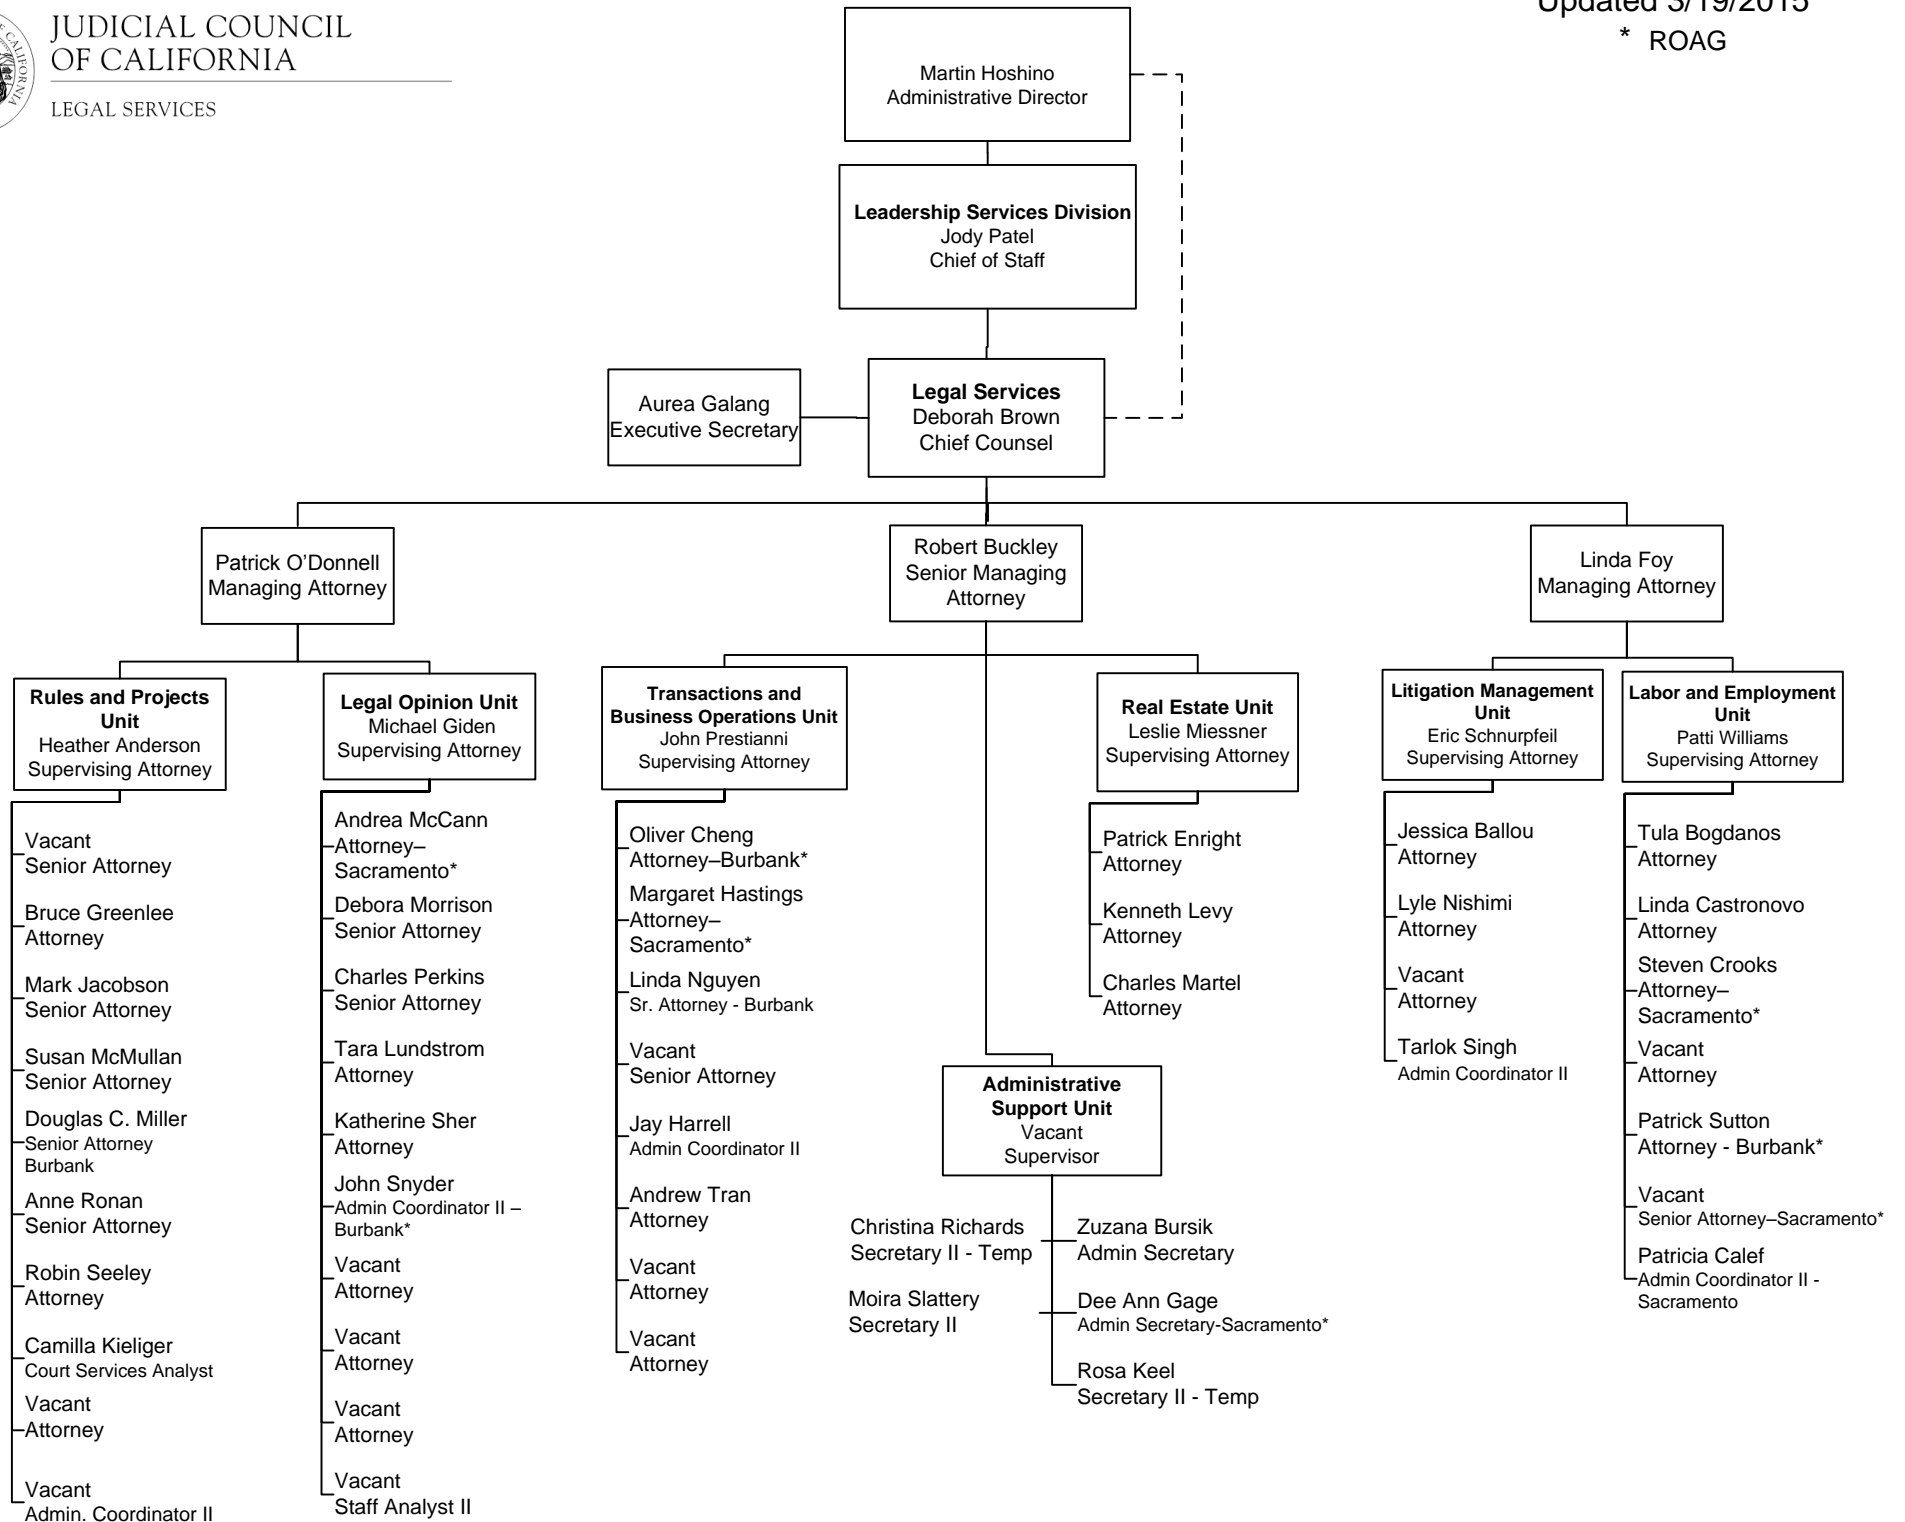 JUDICIAL COUNCIL
OF CALIFORNIA
LEGAL SERVICES
Updated 3/19/2015
* ROAG
Martin Hoshino
Administrative Director
Leadership Services Division
Jody Patel
Chief of Staff
Aurea Galang
Executive Secretary
Legal Services
Deborah Brown
Chief Counsel
Patrick O’Donnell
Managing Attorney
Robert Buckley
Senior Managing
Attorney
Linda Foy
Managing Attorney
Rules and Projects
Unit
Heather Anderson
Supervising Attorney
Vacant
Senior Attorney
Bruce Greenlee
Attorney
Mark Jacobson
Senior Attorney
Susan McMullan
Senior Attorney
Douglas C. Miller
Senior Attorney
Burbank
Anne Ronan
Senior Attorney
Robin Seeley
Attorney
Camilla Kieliger
Court Services Analyst
Vacant
Attorney
Vacant
Admin. Coordinator II
Legal Opinion Unit
Michael Giden
Supervising Attorney
Andrea McCann
Attorney–
Sacramento*
Debora Morrison
Senior Attorney
Charles Perkins
Senior Attorney
Tara Lundstrom
Attorney
Katherine Sher
Attorney
John Snyder
Admin Coordinator II –
Burbank*
Vacant
Attorney
Vacant
Attorney
Vacant
Attorney
Vacant
Staff Analyst II
Transactions and
Business Operations Unit
John Prestianni
Supervising Attorney
Oliver Cheng
Attorney–Burbank*
Margaret Hastings
Attorney–
Sacramento*
Linda Nguyen
Sr. Attorney - Burbank
Vacant
Senior Attorney
Jay Harrell
Admin Coordinator II
Andrew Tran
Attorney
Vacant
Attorney
Vacant
Attorney
Real Estate Unit
Leslie Miessner
Supervising Attorney
Patrick Enright
Attorney
Kenneth Levy
Attorney
Charles Martel
Attorney
Administrative
Support Unit
Vacant
Supervisor
Christina Richards
Secretary II - Temp
Moira Slattery
Secretary II
Zuzana Bursik
Admin Secretary
Dee Ann Gage
Admin Secretary-Sacramento*
Rosa Keel
Secretary II - Temp
Litigation Management
Unit
Eric Schnurpfeil
Supervising Attorney
Jessica Ballou
Attorney
Lyle Nishimi
Attorney
Vacant
Attorney
Tarlok Singh
Admin Coordinator II
Labor and Employment
Unit
Patti Williams
Supervising Attorney
Tula Bogdanos
Attorney
Linda Castronovo
Attorney
Steven Crooks
Attorney–
Sacramento*
Vacant
Attorney
Patrick Sutton
Attorney - Burbank*
Vacant
Senior Attorney–Sacramento*
Patricia Calef
Admin Coordinator II -
Sacramento